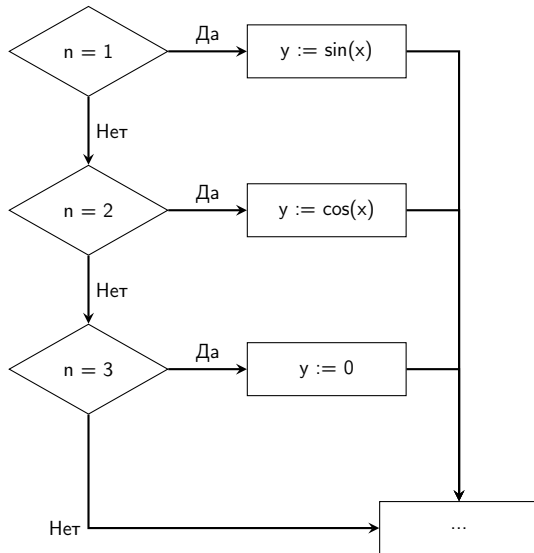 n = 1
Да
y := sin(x)
Нет
n = 2
Да
y := cos(x)
Нет
n = 3
Да
y := 0
Нет
...